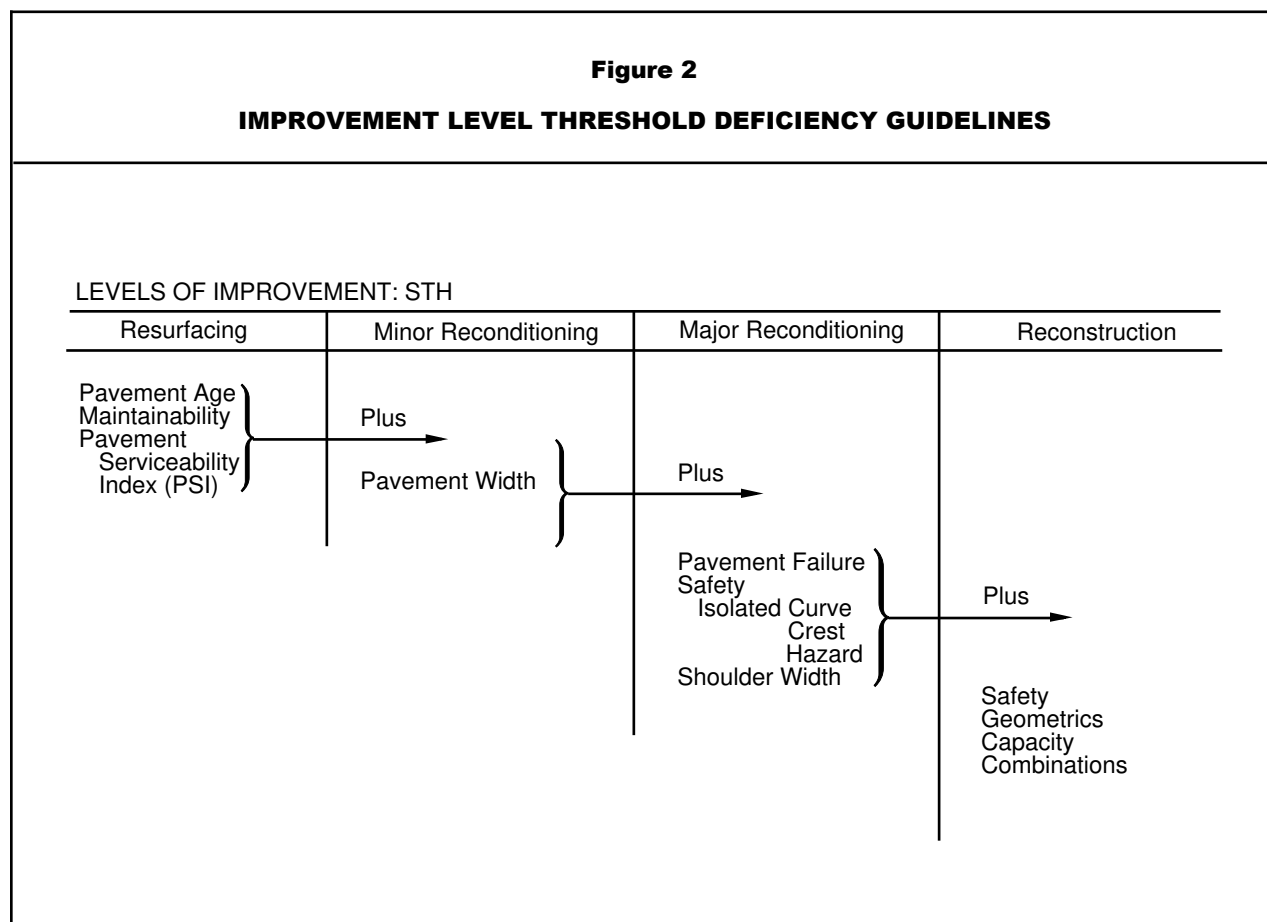 Figure 2
IMPROVEMENT LEVEL THRESHOLD DEFICIENCY GUIDELINES
LEVELS OF IMPROVEMENT: STH
Resurfacing
Minor Reconditioning
Major Reconditioning
Reconstruction
Pavement Age
Maintainability
Pavement
Serviceability
Index (PSI)
Plus
Pavement Width
Plus
Pavement Failure
Safety
Isolated Curve
Crest
Hazard
Shoulder Width
Plus
Safety
Geometrics
Capacity
Combinations